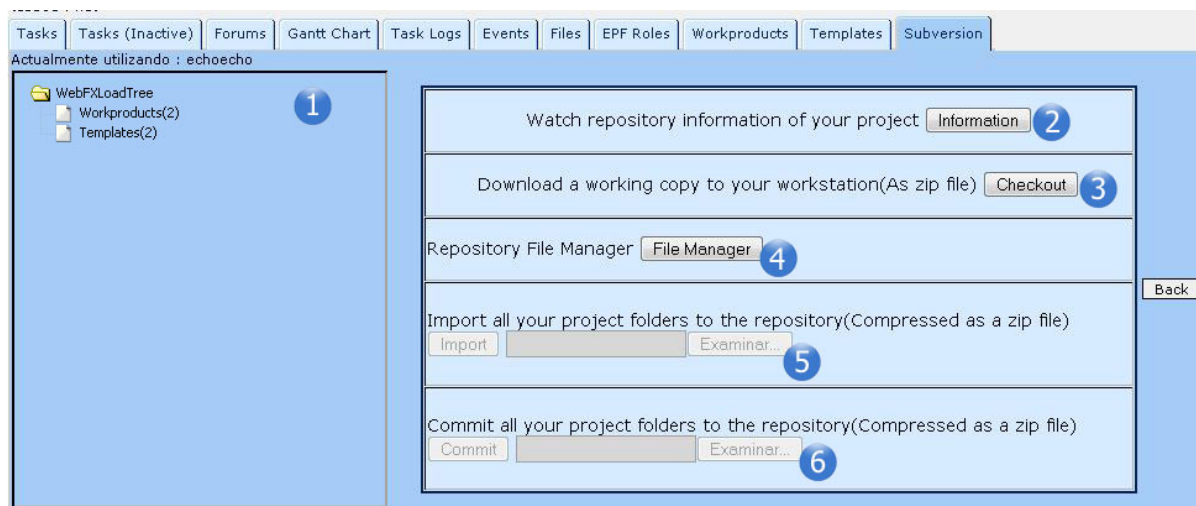 Tasks Tasks (Inactive) Forums Gantt Chart Task Logs Events Files EPF Roles Workproducts Templates Subversion
Actualmente utilizando : echoecho
WebFXLoadTree
Workproducts(2)
Templates(2)
1
Watch repository information of your project Information 2
Download a working copy to your workstation(As zip file) Checkout 3
Repository File Manager File Manager 4
Back
Import all your project folders to the repository(Compressed as a zip file)
Import Examinar... 5
Commit all your project folders to the repository(Compressed as a zip file)
Commit Examinar... 6